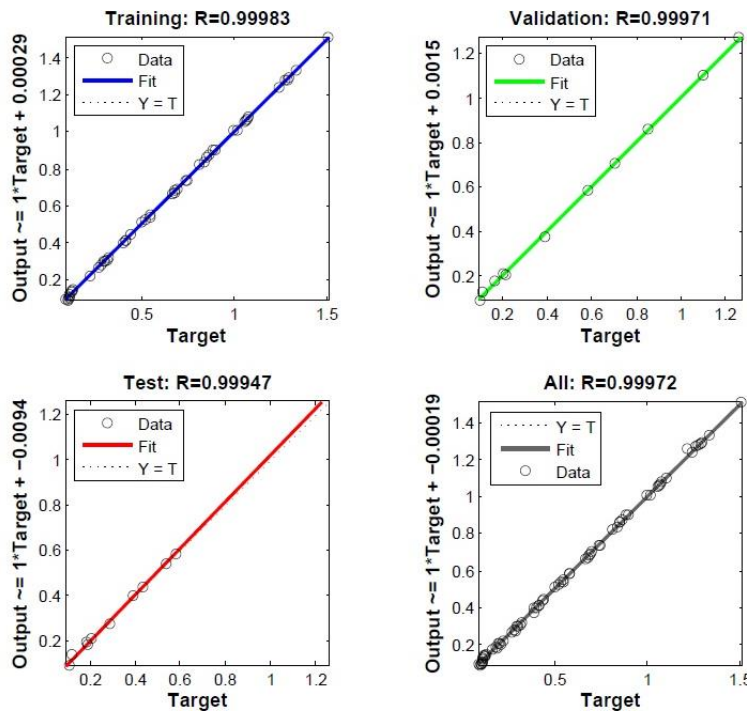 Training: R=0.99983
Data
Fit
Y = T
Output ~= 1*Target + 0.00029
1.4
1.2
1
0.8
0.6
0.4
0.2
0.5
1
1.5
Target
Validation: R=0.99971
Data
Fit
Y = T
Output ~= 1*Target + 0.0015
1.2
1
0.8
0.6
0.4
0.2
0.2
0.4
0.6
0.8
1
1.2
Target
Test: R=0.99947
Data
Fit
Y = T
Output ~= 1*Target + −0.0094
1.2
1
0.8
0.6
0.4
0.2
0.2
0.4
0.6
0.8
1
1.2
Target
All: R=0.99972
Y = T
Fit
Data
Output ~= 1*Target + −0.00019
1.4
1.2
1
0.8
0.6
0.4
0.2
0.5
1
1.5
Target